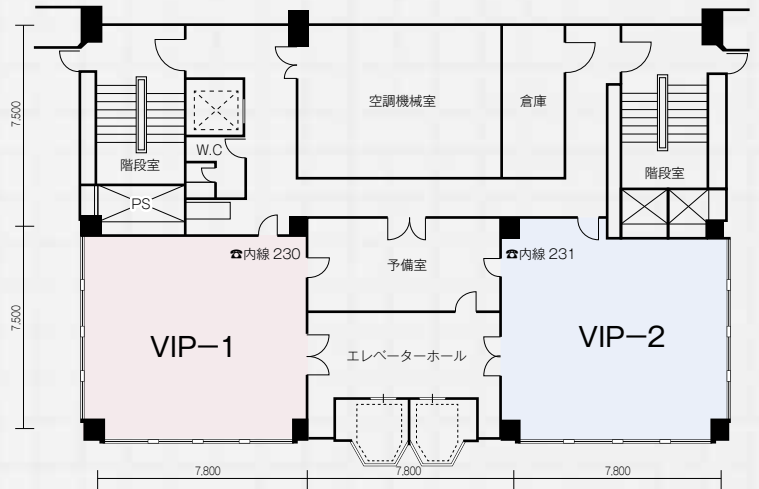 7.500
空調機械室
倉庫
W.C
階段室
階段室
PS
☎内線 230
☎内線 231
予備室
7.500
VIP−1
VIP−2
エレベーターホール
7.800
7.800
7.800